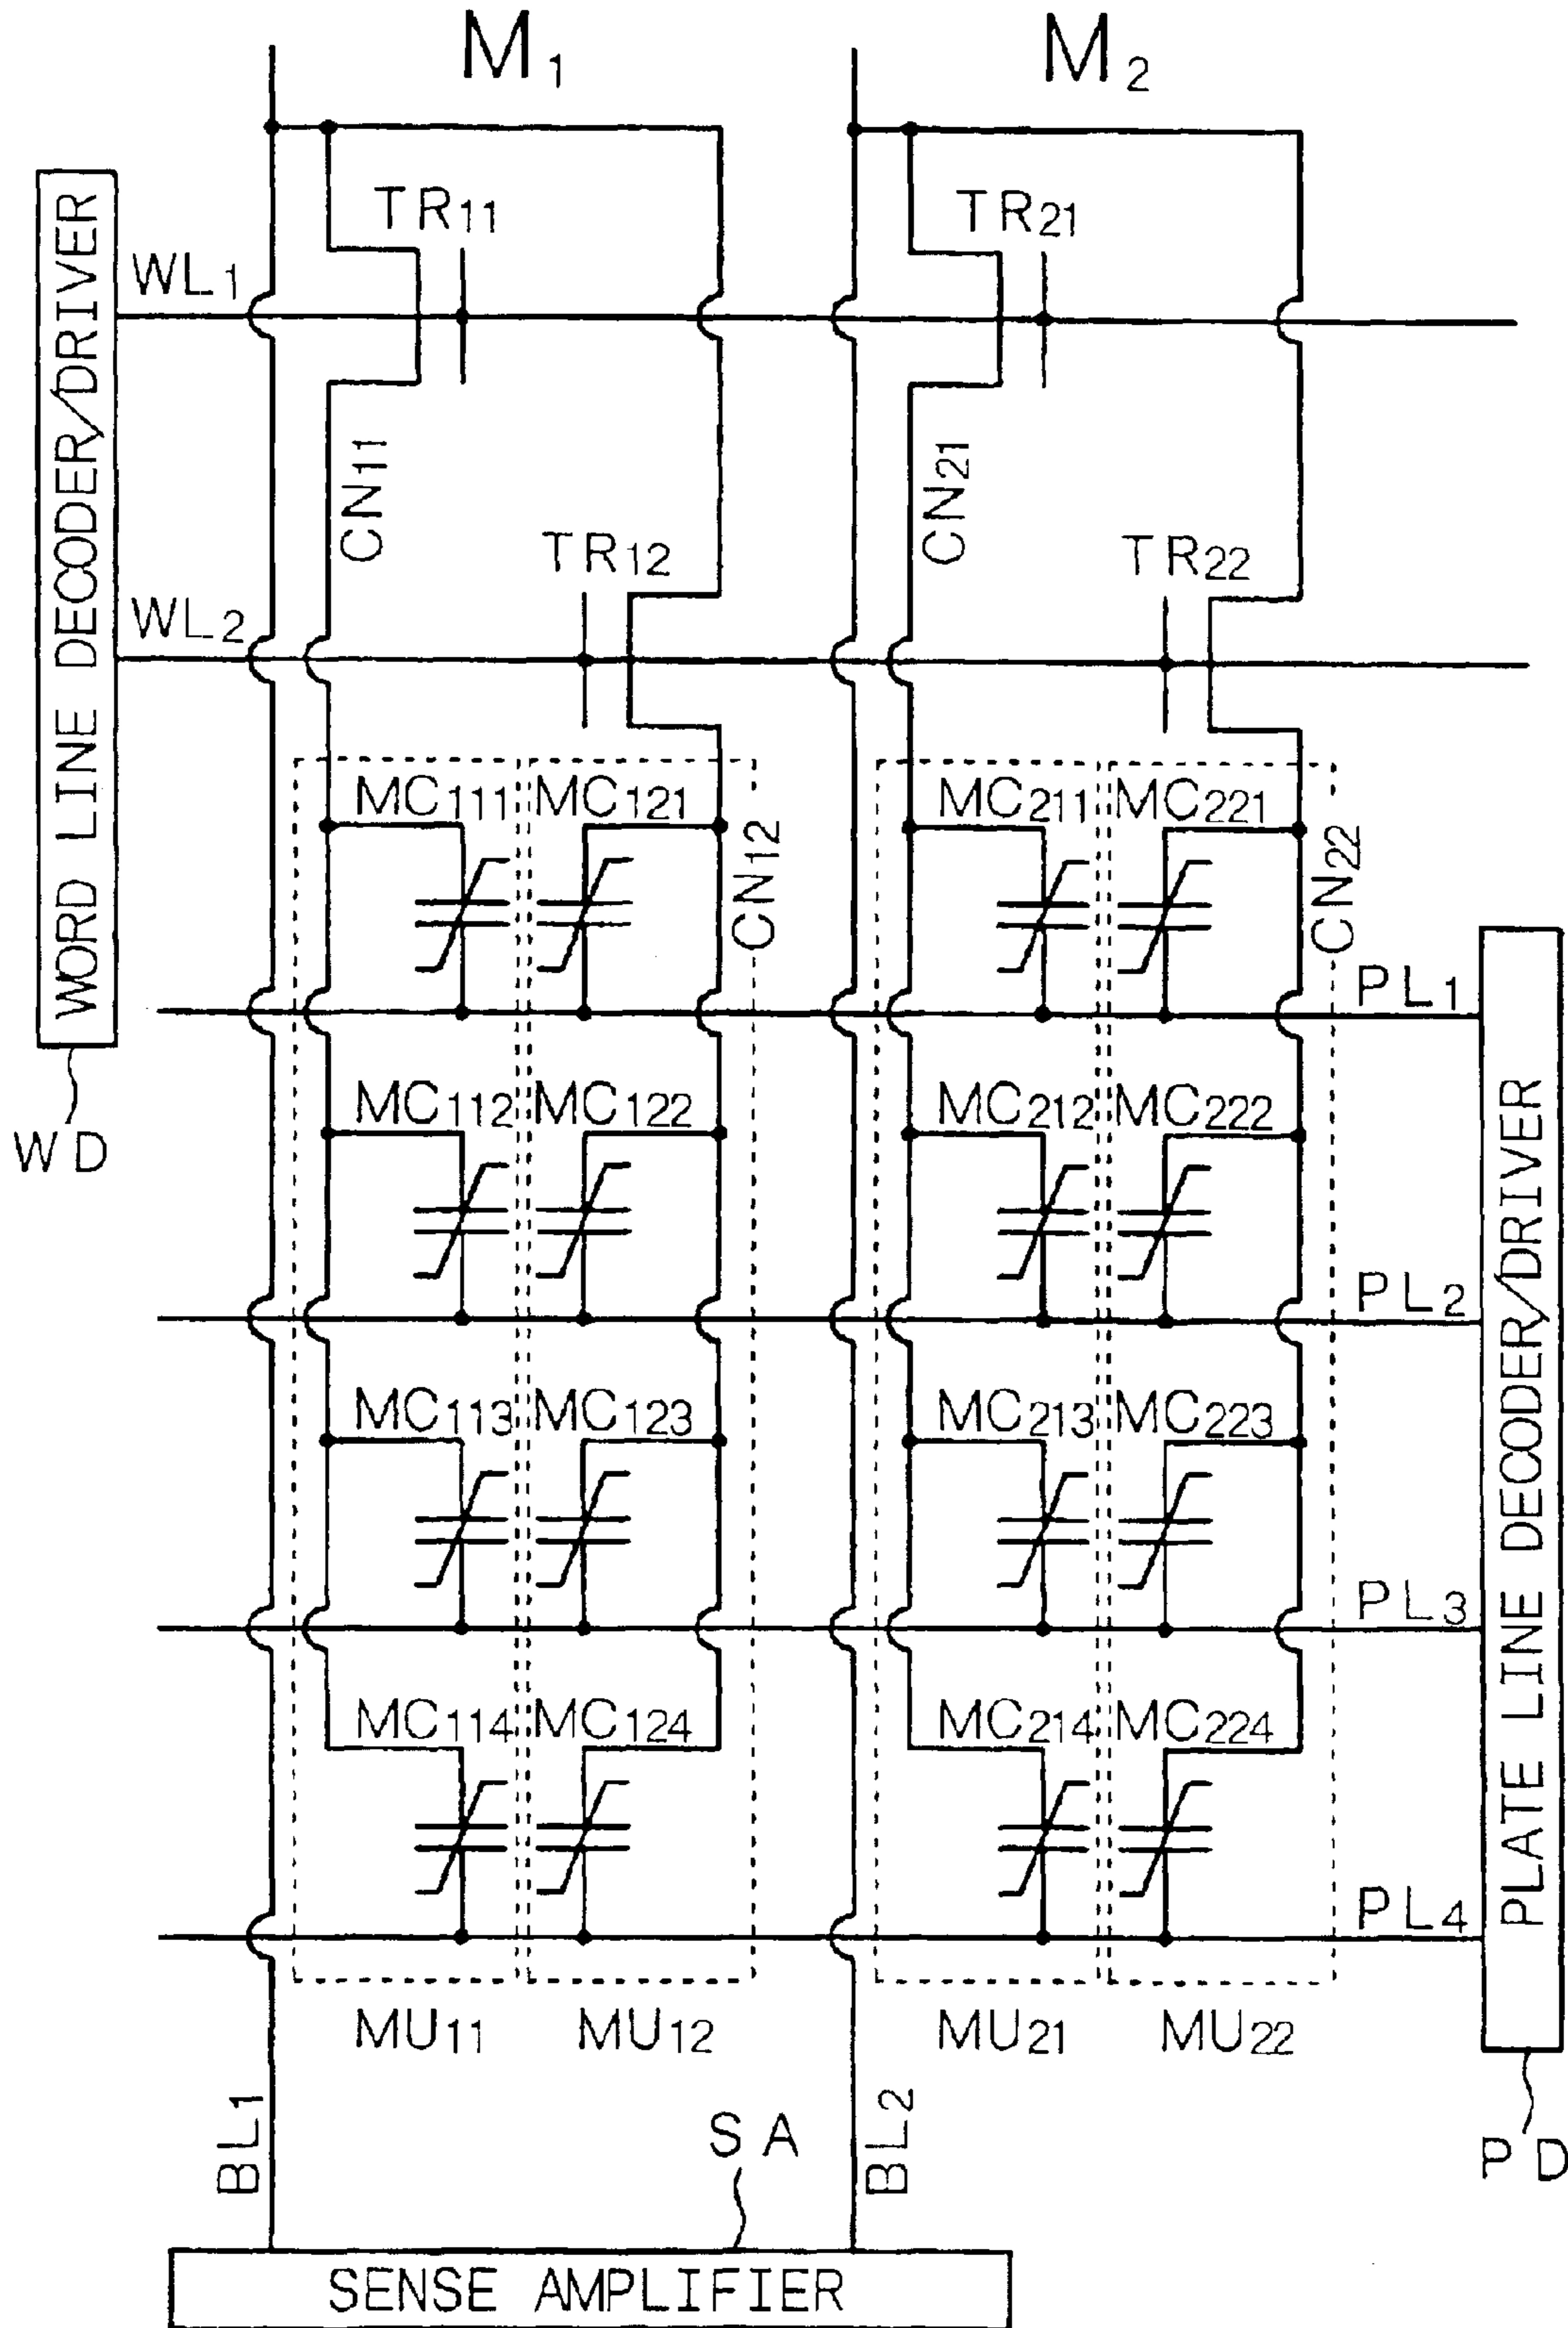 M1 M2
TR11 TR21
WL1
WORD LINE DECODER/DRIVER
CN11 CN21
TR12 TR22
WL2
MC111 MC121 MC211 MC221
CN12 CN22
PL1
MC112 MC122 MC212 MC222
WD
PL2
PLATE LINE DECODER/DRIVER
MC113 MC123 MC213 MC223
PL3
MC114 MC124 MC214 MC224
PL4
MU11 MU12 MU21 MU22
BL1 SA BL2
PD
SENSE AMPLIFIER